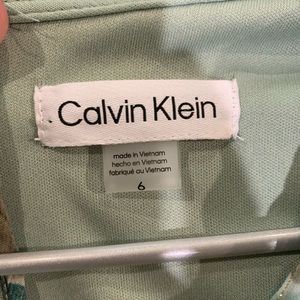 Calvin Klein
made in Vietnam
hecho en Vietnam
fabriqué au Vietnam
6